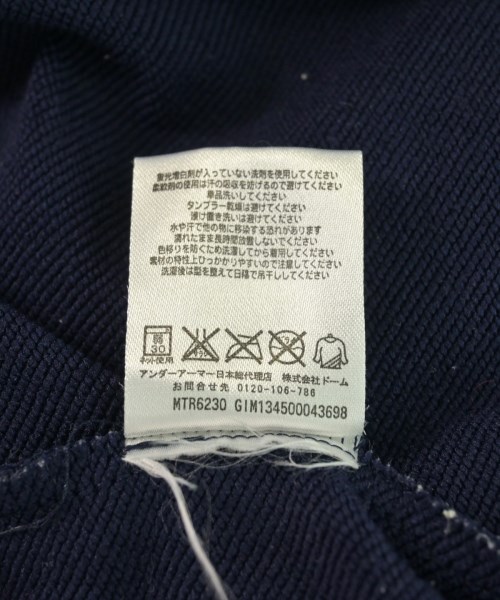 蛍光増白剤が入っていない洗剤を使用してください
柔軟剤の使用は汗の吸収を妨げるので避けてください
単品洗いしてください
タンブラー乾燥は避けてください
漬け置き洗いは避けてください
水や汗で他の物に移染する恐れがあります
濡れたまま長時間放置しないでください
色移りを防ぐため洗濯してから着用してください
素材の特性上ひっかかりやすいので注意してください
洗濯後は型を整えて日陰で吊干ししてください
弱 30 ドライ
ネット使用
アンダーアーマー日本総代理店 株式会社ドーム
お問合せ先 0120-106-786
MTR6230 GIM134500043698